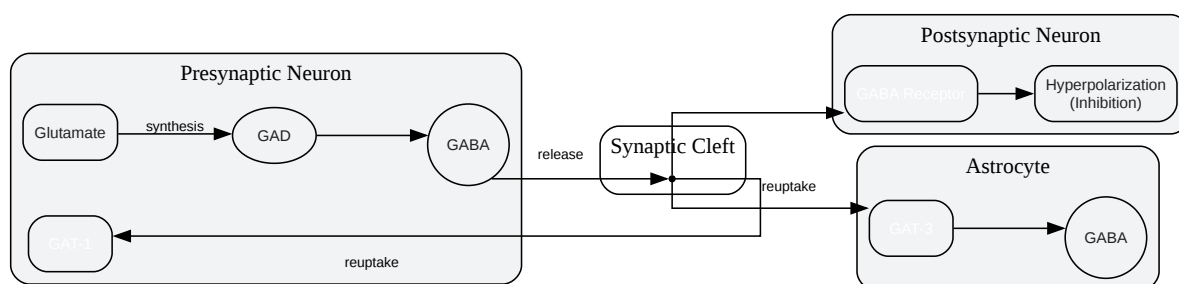 Presynaptic Neuron
Glutamate
synthesis
GAD
GABA
GAT-1
reuptake
release
Synaptic Cleft
reuptake
Postsynaptic Neuron
GABA Receptor
Hyperpolarization
(Inhibition)
Astrocyte
GAT-3
GABA